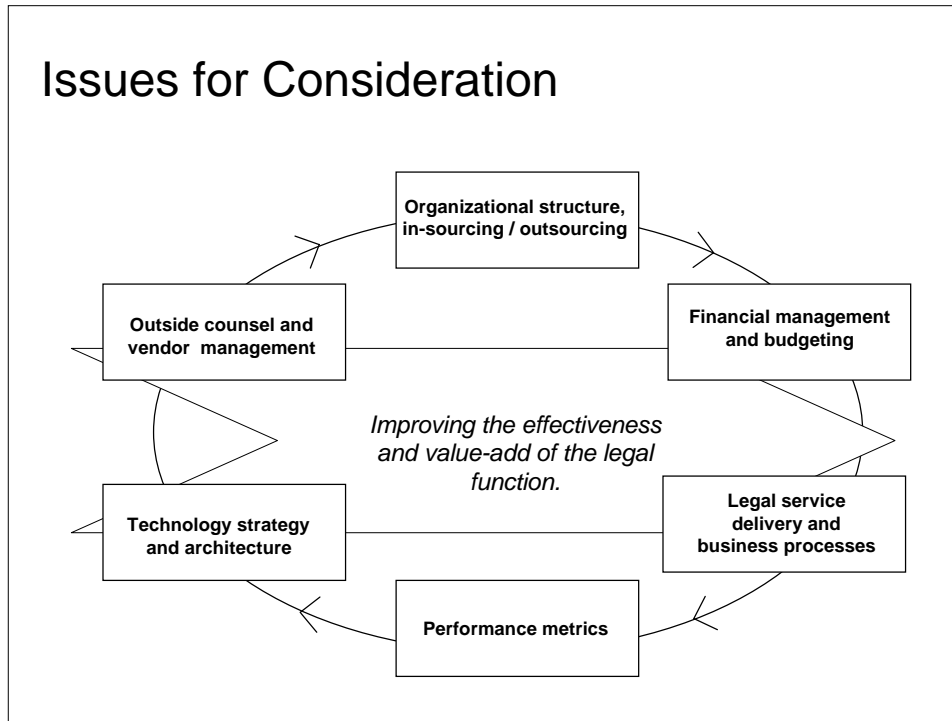 Issues for Consideration
Organizational structure,
in-sourcing / outsourcing
Outside counsel and
vendor management
Financial management
and budgeting
Improving the effectiveness
and value-add of the legal
function.
Technology strategy
and architecture
Legal service
delivery and
business processes
Performance metrics